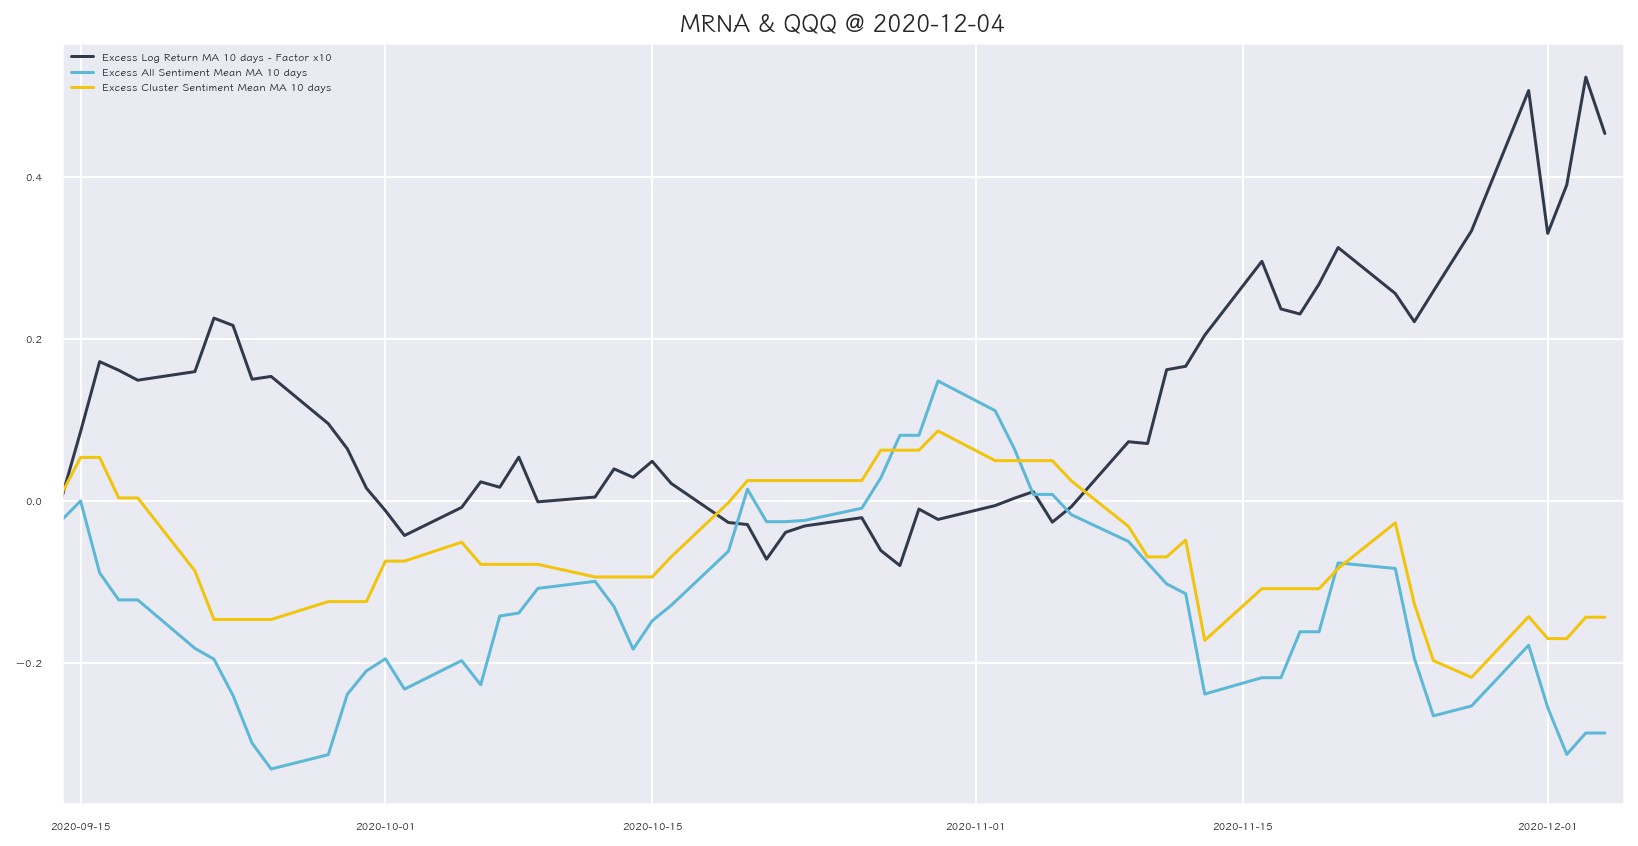 MRNA & QQQ @ 2020-12-04
Excess Log Return MA 10 days - Factor x10
Excess All Sentiment Mean MA 10 days
Excess Cluster Sentiment Mean MA 10 days
0.4
0.2
0.0
−0.2
2020-09-15 2020-10-01 2020-10-15 2020-11-01 2020-11-15 2020-12-01